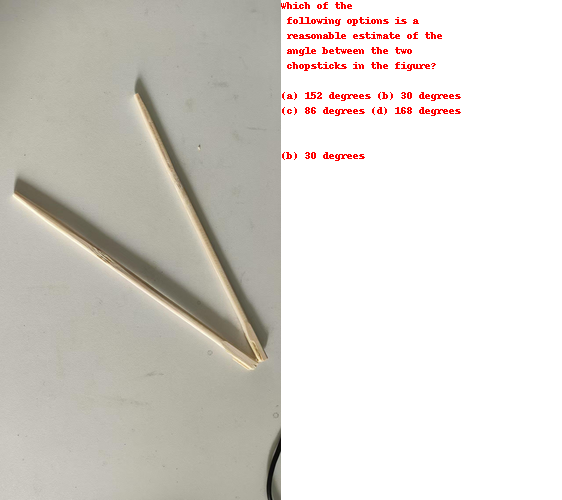 Which of the
following options is a
reasonable estimate of the
angle between the two
chopsticks in the figure?
(a) 152 degrees (b) 30 degrees
(c) 86 degrees (d) 168 degrees
(b) 30 degrees